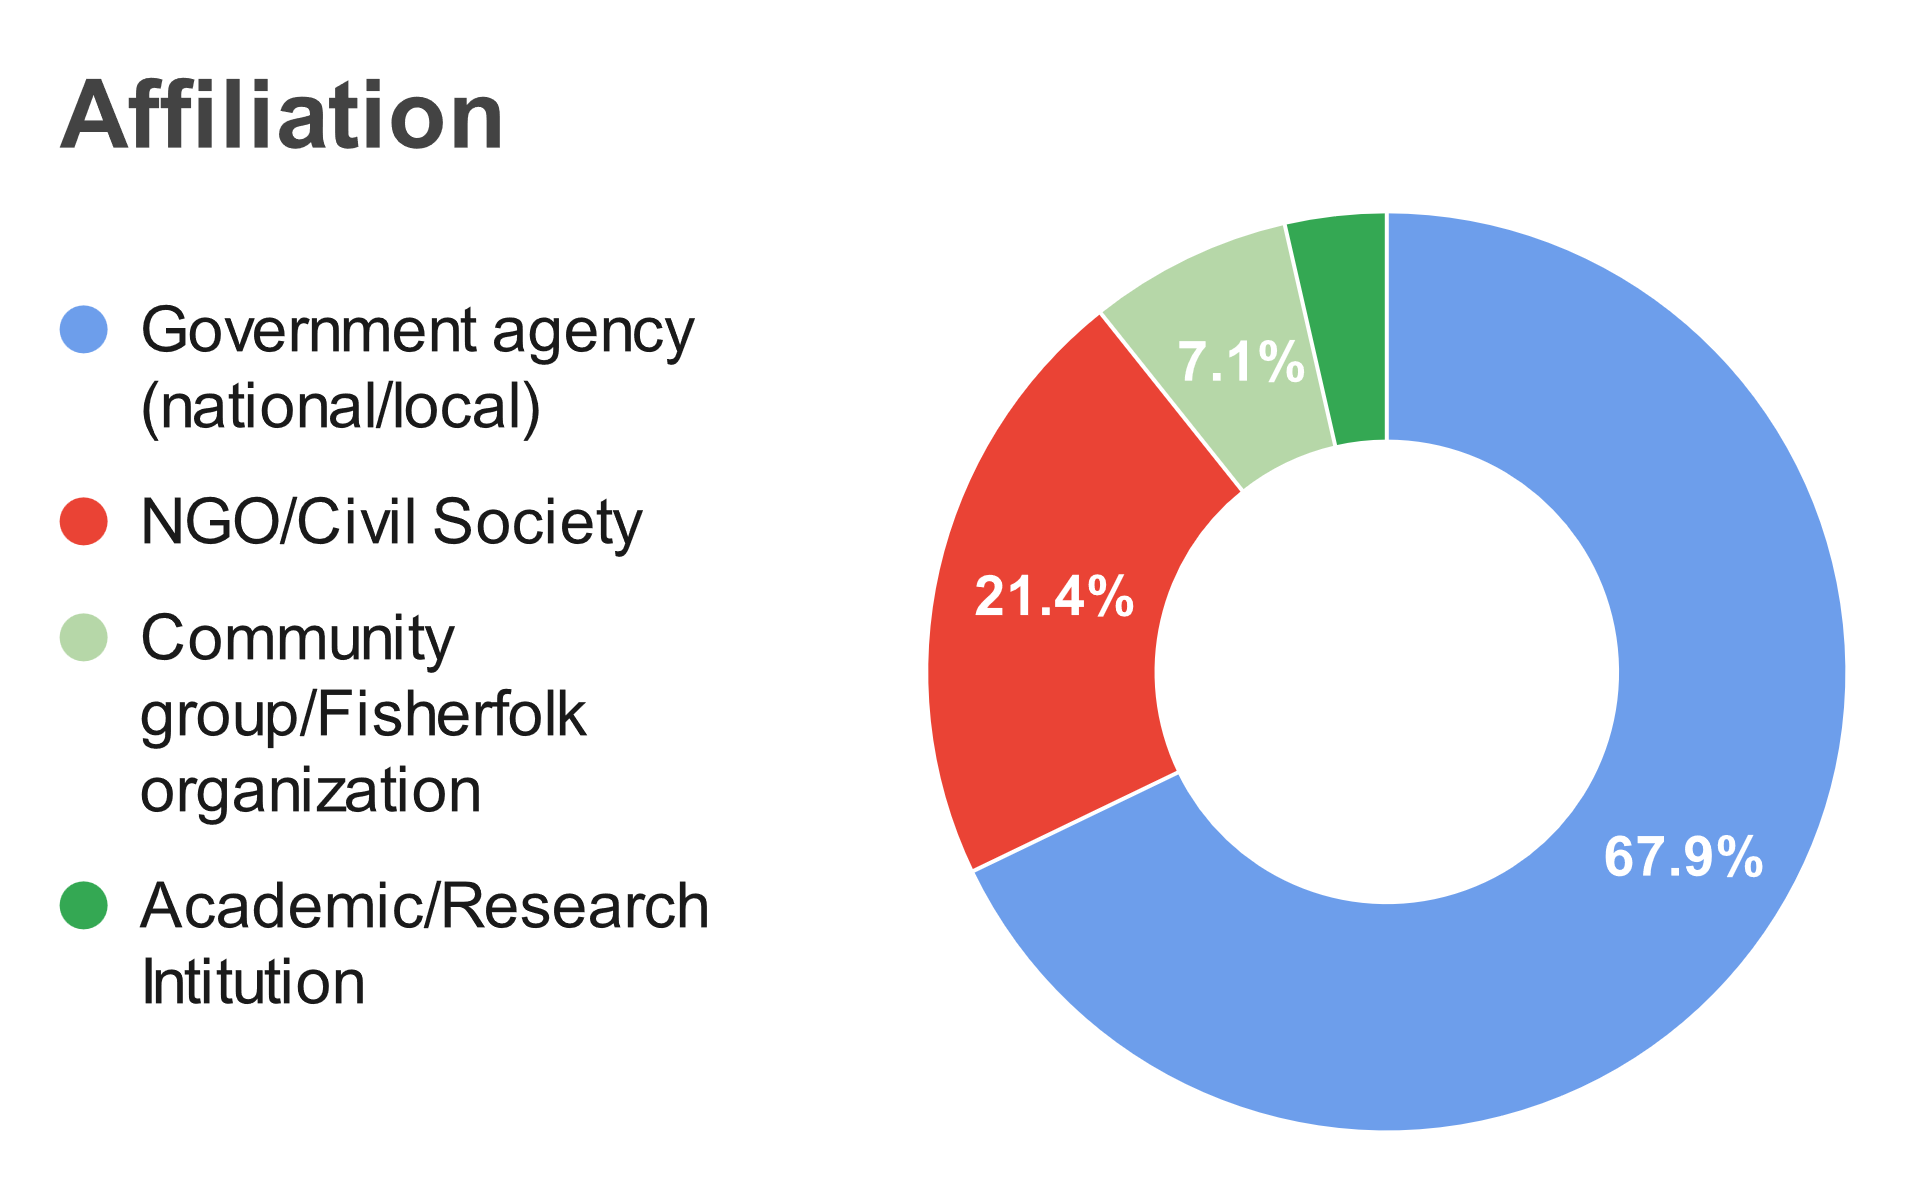 Affiliation
Government agency
(national/local)
NGO/Civil Society
Community
group/Fisherfolk
organization
Academic/Research
Intitution
7.1%
21.4%
67.9%